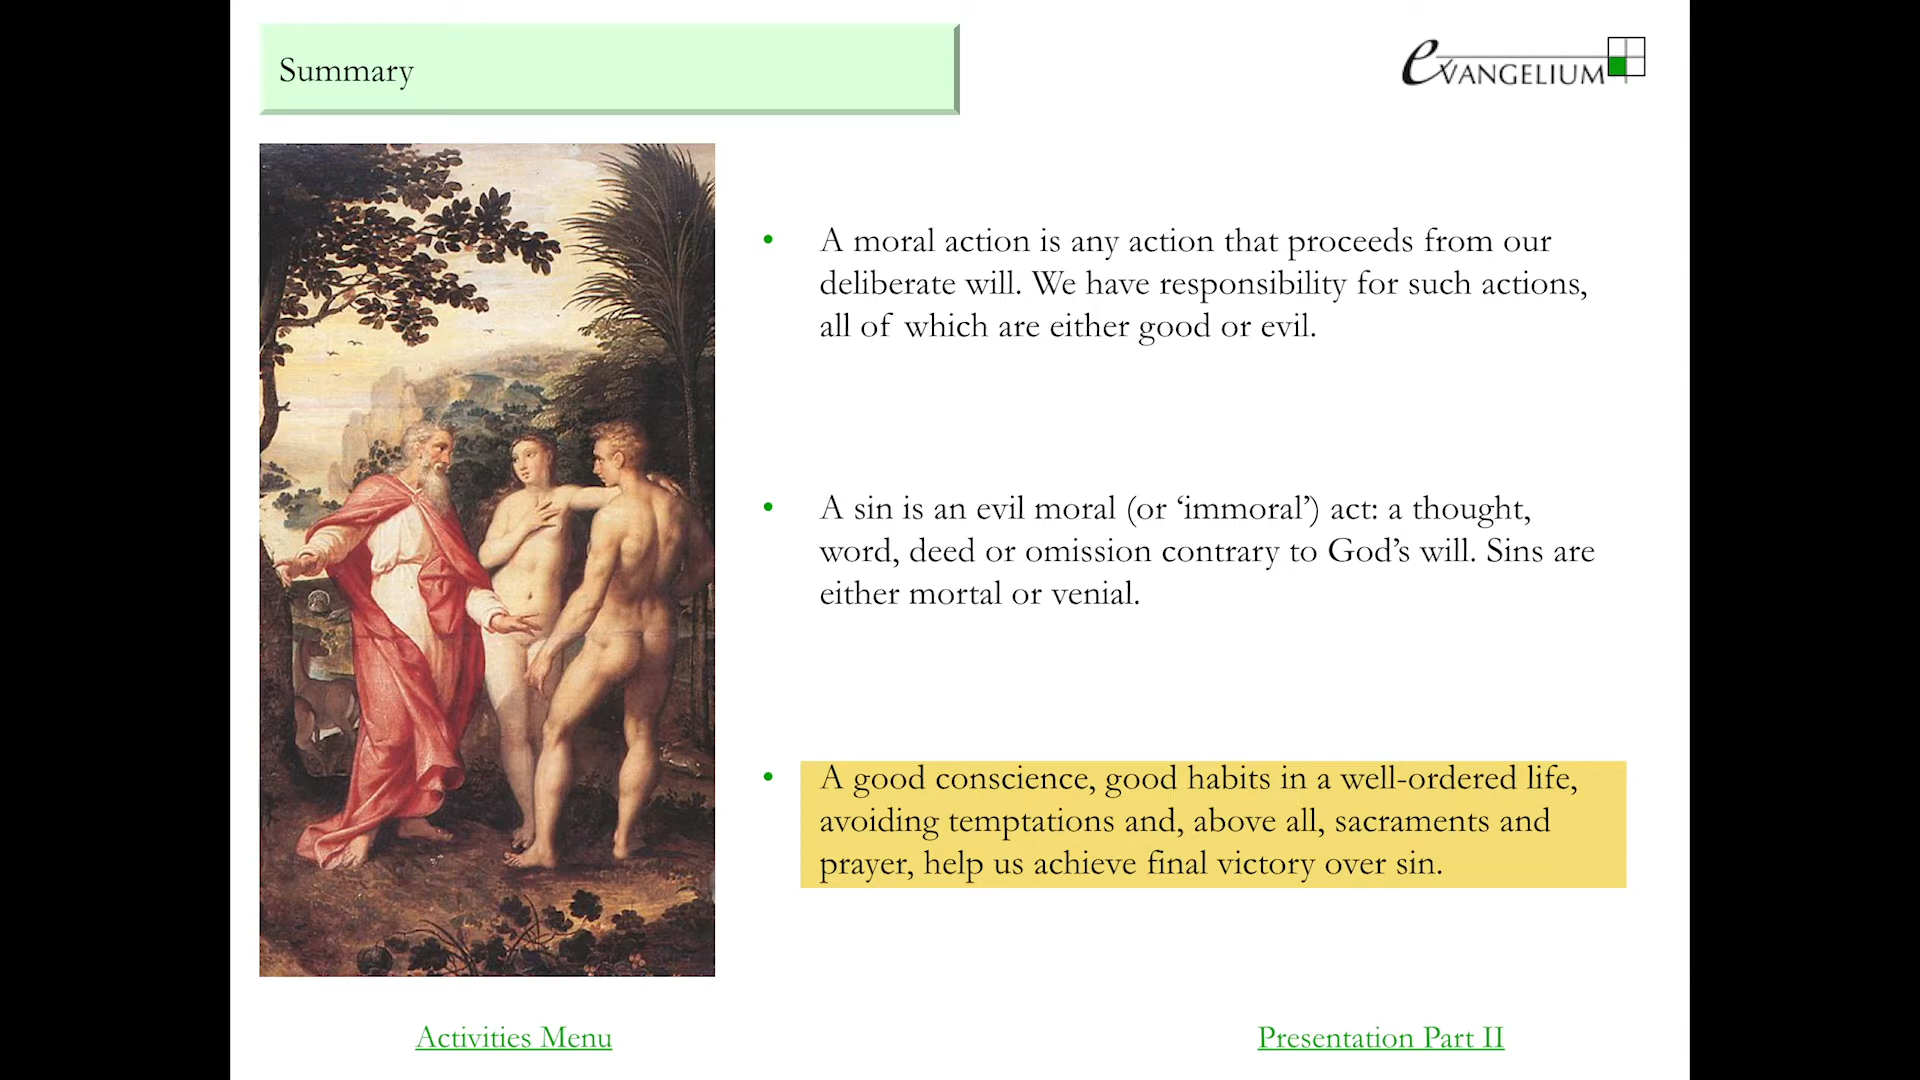 Summary
eVANGELIUM
• A moral action is any action that proceeds from our
deliberate will. We have responsibility for such actions,
all of which are either good or evil.
• A sin is an evil moral (or ‘immoral’) act: a thought,
word, deed or omission contrary to God’s will. Sins are
either mortal or venial.
• A good conscience, good habits in a well-ordered life,
avoiding temptations and, above all, sacraments and
prayer, help us achieve final victory over sin.
Activities Menu
Presentation Part II